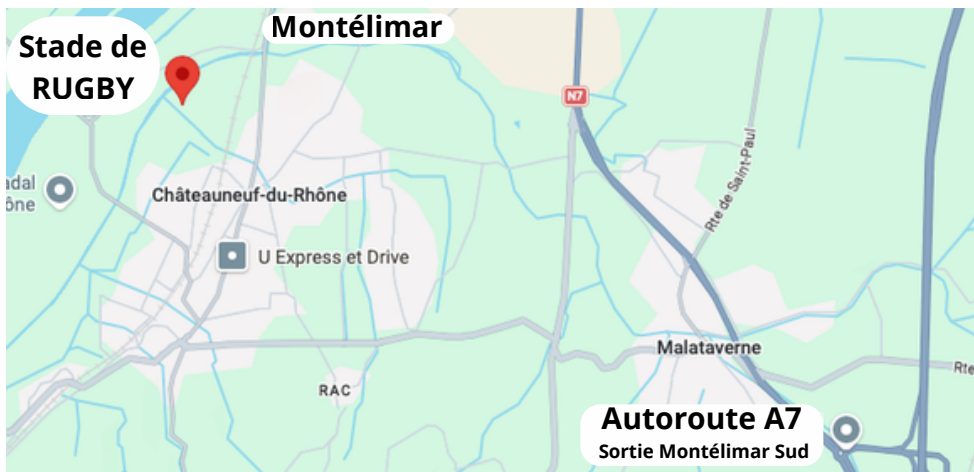 Montélimar
Stade de
RUGBY
N7
Rte de Saint-Paul
adal
ône
Châteauneuf-du-Rhône
U Express et Drive
Malataverne
Rte
RAC
Autoroute A7
Sortie Montélimar Sud